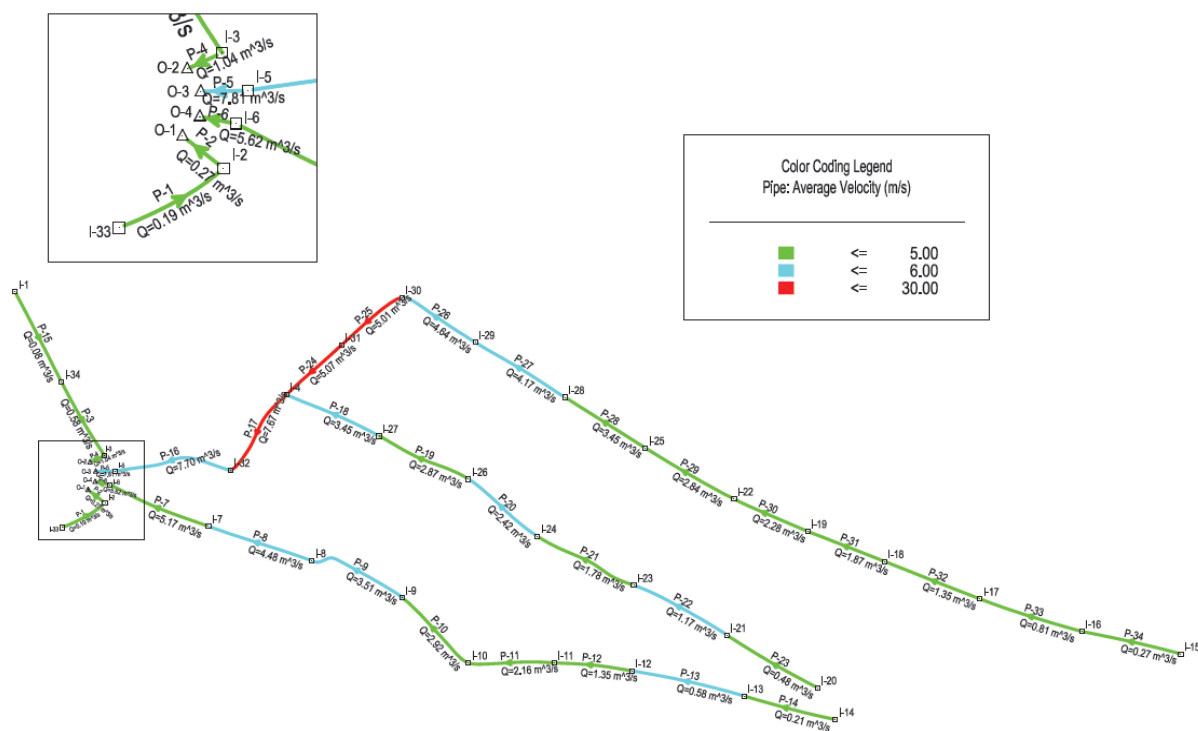 3/s
I-3
P-4
Q=1.04 m^3/s
O-2
P-5
I-5
O-3
Q=7.81 m^3/s
O-4
P-6
I-6
Q=5.62 m^3/s
O-1
P-2
I-2
Q=0.27 m^3/s
P-1
Q=0.19 m^3/s
I-33
Color Coding Legend
Pipe: Average Velocity (m/s)
<= 5.00
<= 6.00
<= 30.00
I-1
P-15
Q=0.08 m^3/s
I-34
P-3
Q=0.58 m^3/s
P-16
Q=7.70 m^3/s
I-32
P-17
Q=7.67 m^3/s
I-4
P-24
Q=5.07 m^3/s
I-31
P-25
Q=5.01 m^3/s
I-30
P-26
Q=4.64 m^3/s
I-29
P-27
Q=4.17 m^3/s
I-28
P-28
Q=3.45 m^3/s
I-25
P-29
Q=2.84 m^3/s
I-22
P-30
Q=2.28 m^3/s
I-19
P-31
Q=1.87 m^3/s
I-18
P-32
Q=1.35 m^3/s
I-17
P-33
Q=0.81 m^3/s
I-16
P-34
Q=0.27 m^3/s
I-15
P-18
Q=3.45 m^3/s
I-27
P-19
Q=2.87 m^3/s
I-26
P-20
Q=2.42 m^3/s
I-24
P-21
Q=1.78 m^3/s
I-23
P-22
Q=1.17 m^3/s
I-21
P-23
Q=0.48 m^3/s
I-20
P-7
Q=5.17 m^3/s
I-7
P-8
Q=4.48 m^3/s
I-8
P-9
Q=3.51 m^3/s
I-9
P-10
Q=2.92 m^3/s
I-10
P-11
Q=2.16 m^3/s
I-11
P-12
Q=1.35 m^3/s
I-12
P-13
Q=0.58 m^3/s
I-13
P-14
Q=0.21 m^3/s
I-14
I-33